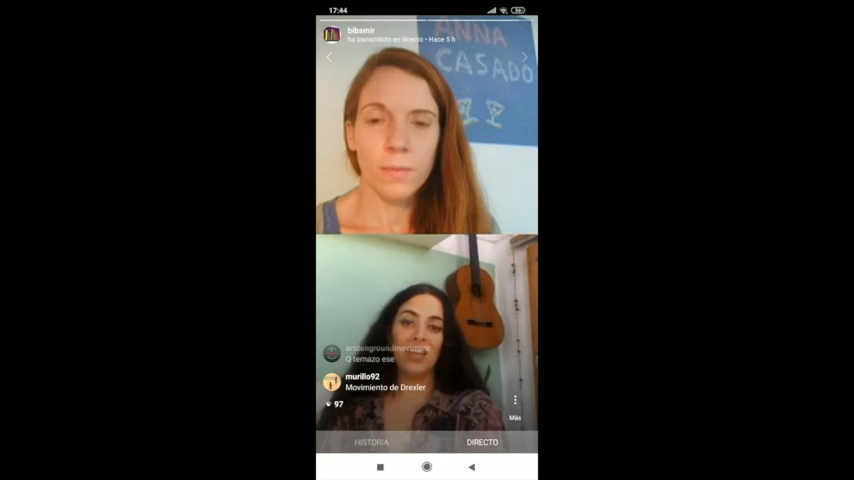 17:44
bibsmir
ha transmitido en directo • Hace 5 h
ANNA
CASADO
artdengroundmoviment
Q temazo ese
murillo92
Movimiento de Drexler
97
Más
HISTORIA
DIRECTO